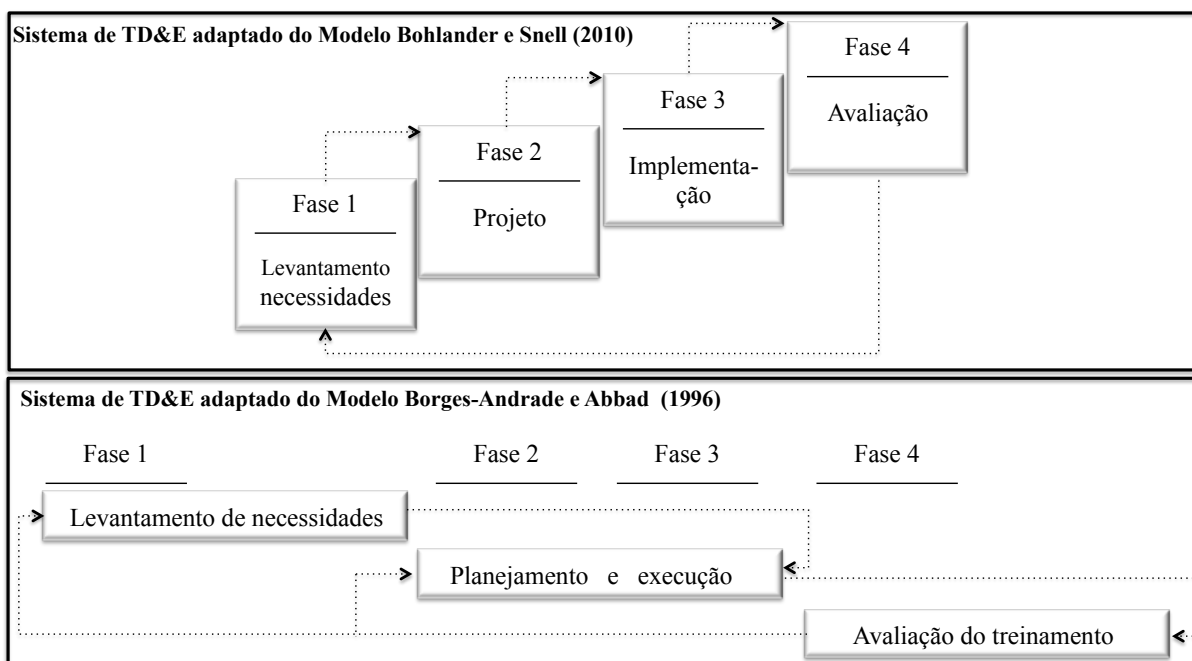 Sistema de TD&E adaptado do Modelo Bohlander e Snell (2010)
Fase 1
Levantamento
necessidades
Fase 2
Projeto
Fase 3
Implementa-
ção
Fase 4
Avaliação
Sistema de TD&E adaptado do Modelo Borges-Andrade e Abbad (1996)
Fase 1
Fase 2
Fase 3
Fase 4
Levantamento de necessidades
Planejamento e execução
Avaliação do treinamento